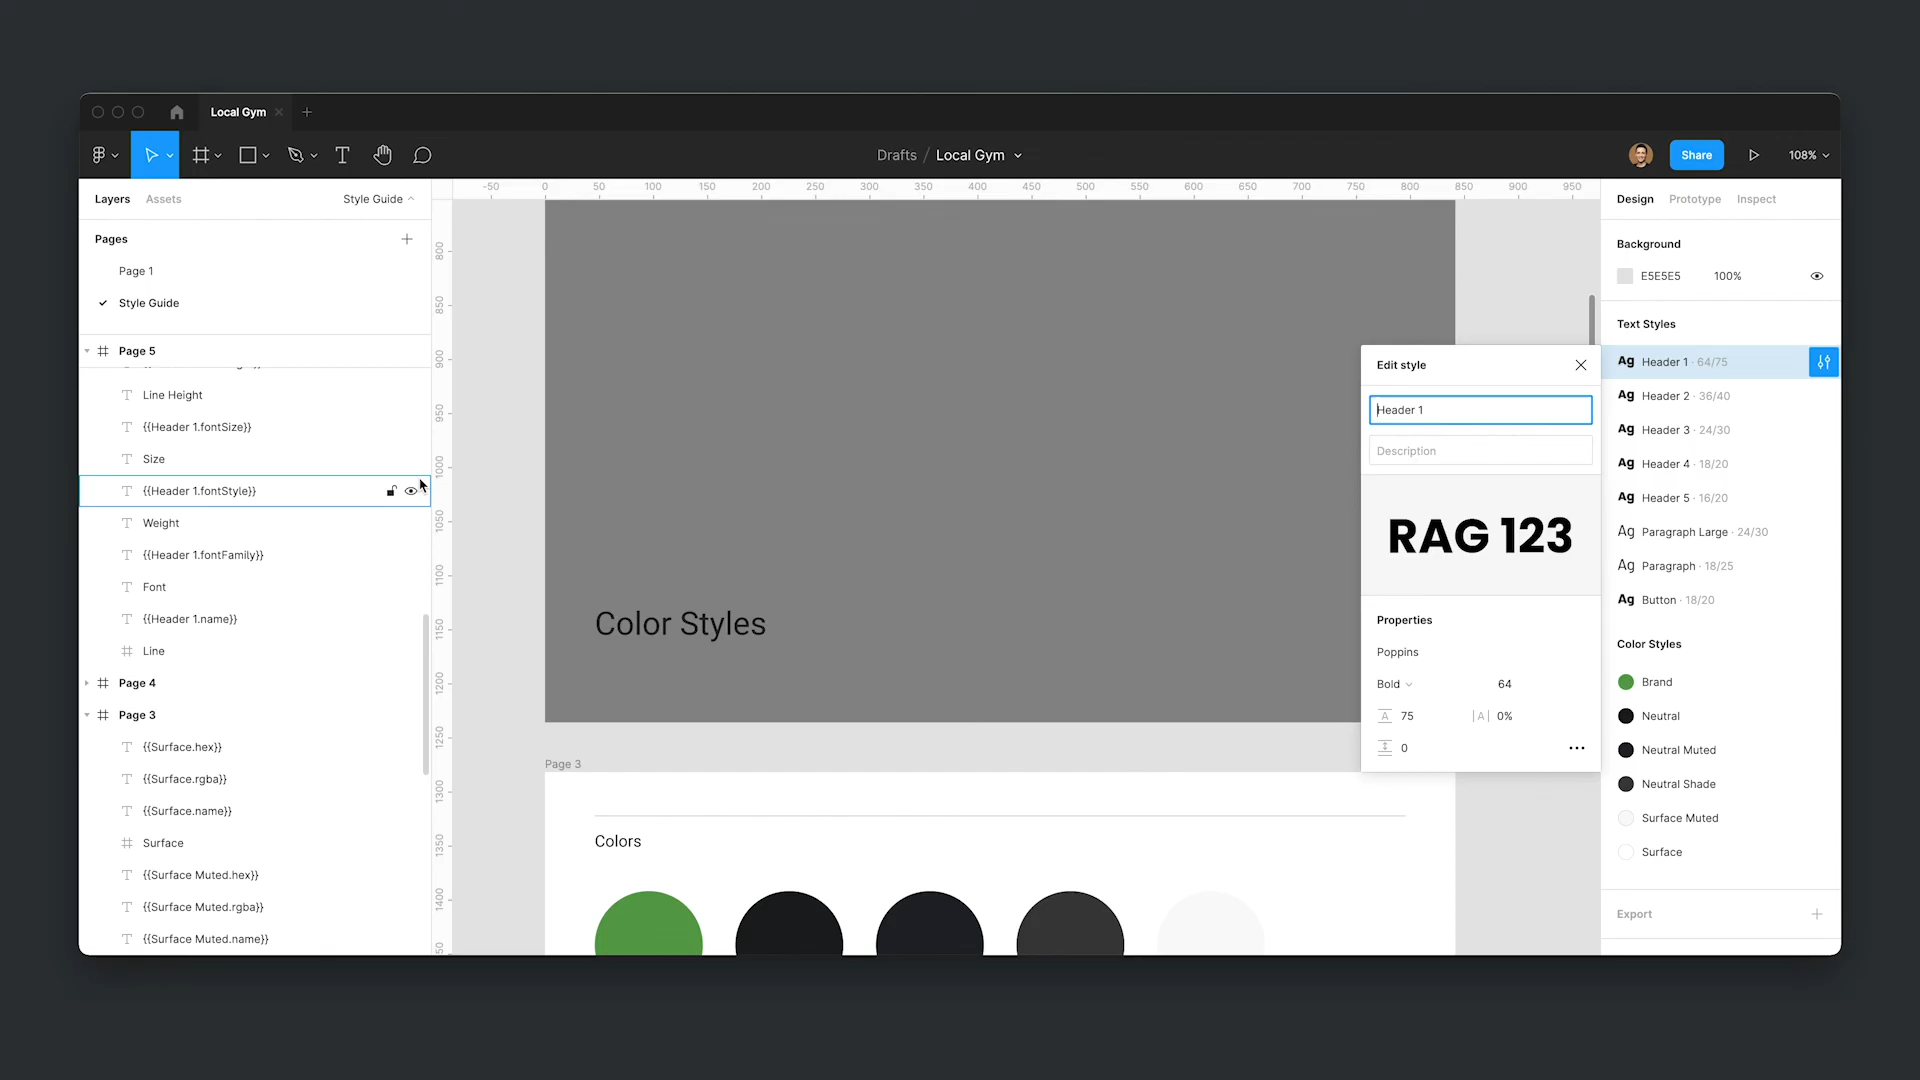 Local Gym
Drafts / Local Gym
Share
108%
Layers
Assets
Style Guide
Pages
Page 1
Style Guide
Page 5
Line Height
{{Header 1.fontSize}}
Size
{{Header 1.fontStyle}}
Weight
{{Header 1.fontFamily}}
Font
{{Header 1.name}}
Line
Page 4
Page 3
{{Surface.hex}}
{{Surface.rgba}}
{{Surface.name}}
Surface
{{Surface Muted.hex}}
{{Surface Muted.rgba}}
{{Surface Muted.name}}
-50 0 50 100 150 200 250 300 350 400 450 500 550 600 650 700 750 800 850 900 950
800
850
900
950
1000
1050
1100
1150
1200
1250
1300
1350
1400
Color Styles
Page 3
Colors
Edit style
Header 1
Description
RAG 123
Properties
Poppins
Bold
64
A 75
|A| 0%
0
Design
Prototype
Inspect
Background
E5E5E5
100%
Text Styles
Ag Header 1 · 64/75
Ag Header 2 · 36/40
Ag Header 3 · 24/30
Ag Header 4 · 18/20
Ag Header 5 · 16/20
Ag Paragraph Large · 24/30
Ag Paragraph · 18/25
Ag Button · 18/20
Color Styles
Brand
Neutral
Neutral Muted
Neutral Shade
Surface Muted
Surface
Export